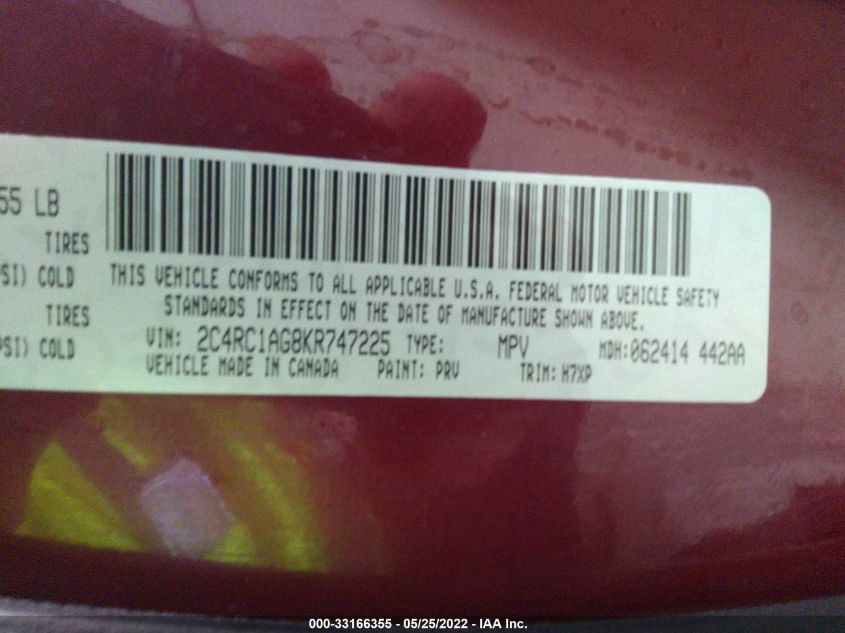 55 LB
TIRES
PSI) COLD
TIRES
PSI) COLD
THIS VEHICLE CONFORMS TO ALL APPLICABLE U.S.A. FEDERAL MOTOR VEHICLE SAFETY
STANDARDS IN EFFECT ON THE DATE OF MANUFACTURE SHOWN ABOVE.
VIN: 2C4RC1AG8KR747225 TYPE: MPV MDH:062414 442AA
VEHICLE MADE IN CANADA PAINT: PRV TRIM: H7XP
000-33166355 - 05/25/2022 - IAA Inc.